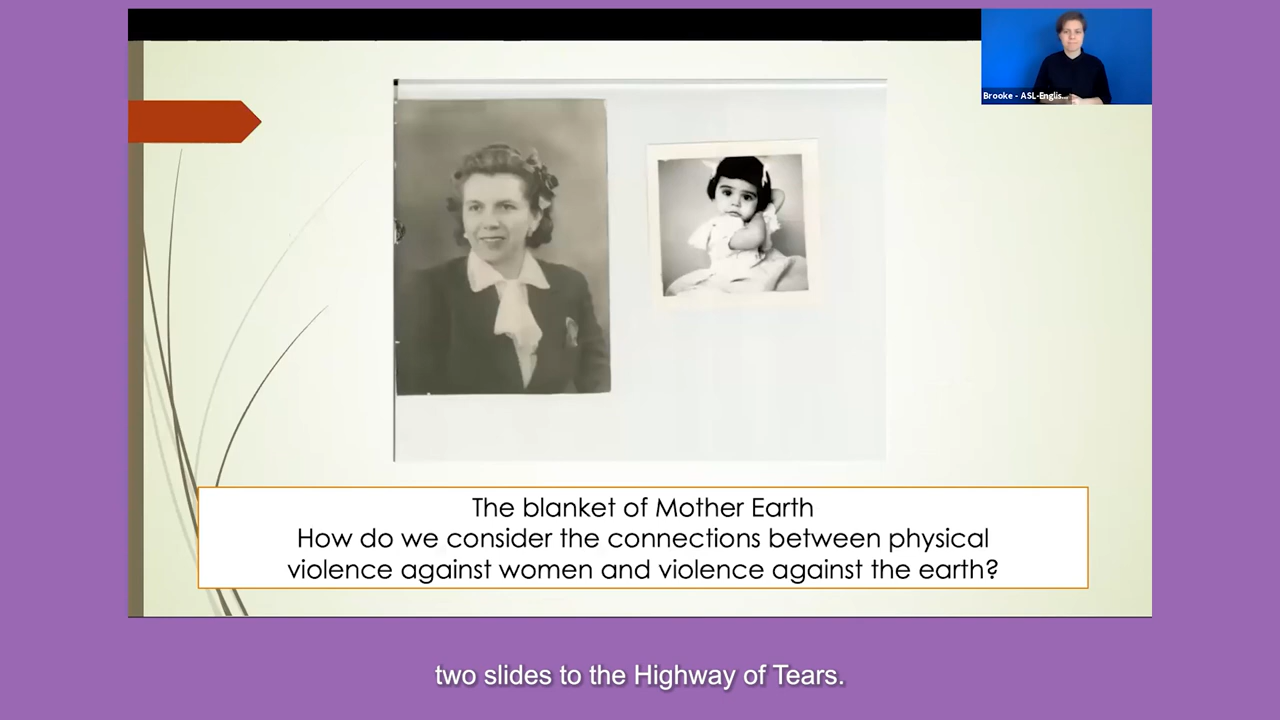 Brooke - ASL-Englis...
The blanket of Mother Earth
How do we consider the connections between physical
violence against women and violence against the earth?
two slides to the Highway of Tears.